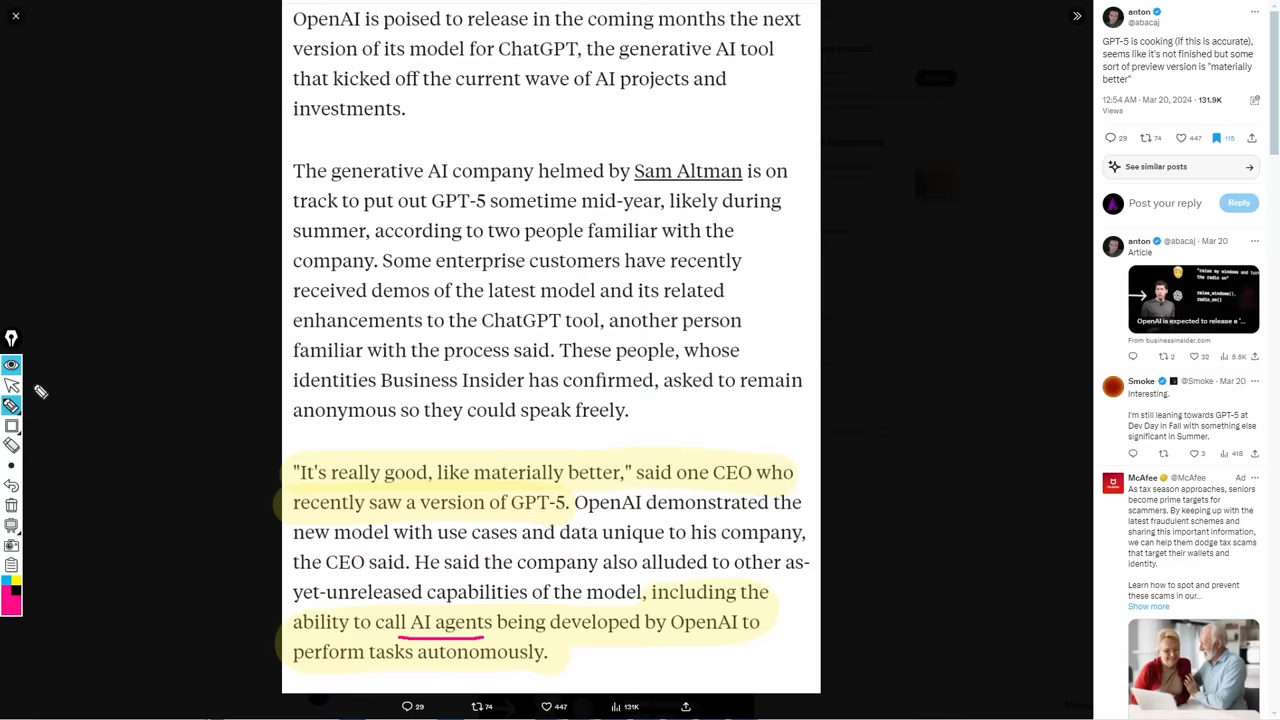 OpenAI is poised to release in the coming months the next
version of its model for ChatGPT, the generative AI tool
that kicked off the current wave of AI projects and
investments.
The generative AI company helmed by Sam Altman is on
track to put out GPT-5 sometime mid-year, likely during
summer, according to two people familiar with the
company. Some enterprise customers have recently
received demos of the latest model and its related
enhancements to the ChatGPT tool, another person
familiar with the process said. These people, whose
identities Business Insider has confirmed, asked to remain
anonymous so they could speak freely.
"It's really good, like materially better," said one CEO who
recently saw a version of GPT-5. OpenAI demonstrated the
new model with use cases and data unique to his company,
the CEO said. He said the company also alluded to other as-
yet-unreleased capabilities of the model, including the
ability to call AI agents being developed by OpenAI to
perform tasks autonomously.
29 74 447 131K
anton
@abacaj
GPT-5 is cooking (if this is accurate),
seems like it's not finished but some
sort of preview version is "materially
better"
12:54 AM · Mar 20, 2024 · 131.9K
Views
29 74 447 115
See similar posts
Post your reply
Reply
anton @abacaj · Mar 20
Article
"raise my windows and turn
the radio on"
raise_windows(),
radio_on()
OpenAI is expected to release a '...
From businessinsider.com
2 32 5.5K
Smoke @Smoke · Mar 20
Interesting.
I'm still leaning towards GPT-5 at
Dev Day in Fall with something else
significant in Summer.
3 418
McAfee @McAfee Ad
As tax season approaches, seniors
become prime targets for
scammers. By keeping up with the
latest fraudulent schemes and
sharing this important information,
we can help them dodge tax scams
that target their wallets and
identity.
Learn how to spot and prevent
these scams in our...
Show more